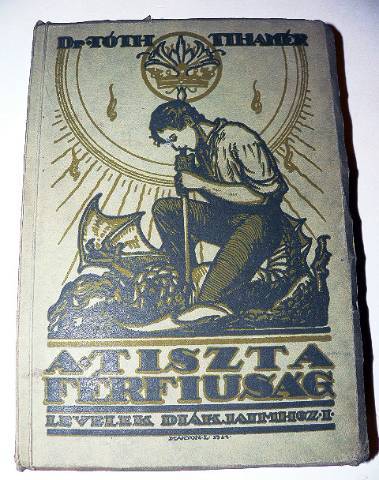 Dr TÓTH TIHAMÉR
A·TISZTA
FÉRFIUSÁG
LEVELEK DIÁKJAIMHOZ·I·